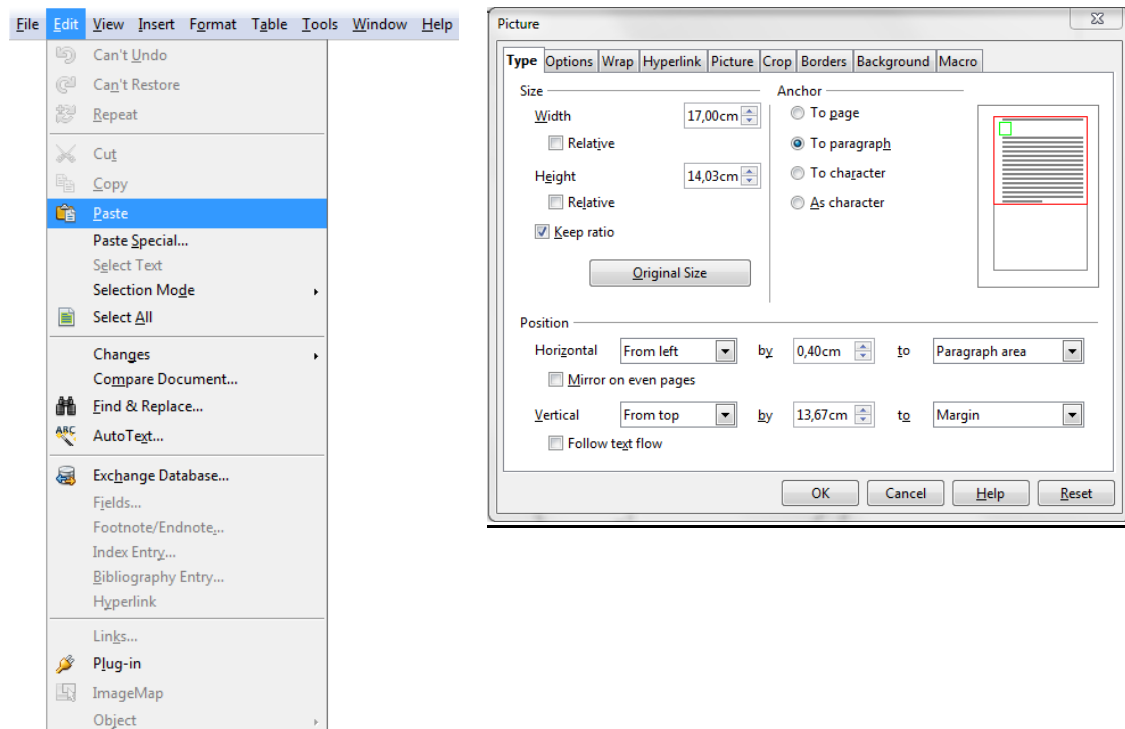 File Edit View Insert Format Table Tools Window Help
Can't Undo
Can't Restore
Repeat
Cut
Copy
Paste
Paste Special...
Select Text
Selection Mode
Select All
Changes
Compare Document...
Find & Replace...
ABC
AutoText...
Exchange Database...
Fields...
Footnote/Endnote...
Index Entry...
Bibliography Entry...
Hyperlink
Links...
Plug-in
ImageMap
Object
Picture
Type Options Wrap Hyperlink Picture Crop Borders Background Macro
Size
Width 17,00cm
Relative
Height 14,03cm
Relative
Keep ratio
Original Size
Anchor
To page
To paragraph
To character
As character
Position
Horizontal From left by 0,40cm to Paragraph area
Mirror on even pages
Vertical From top by 13,67cm to Margin
Follow text flow
OK Cancel Help Reset